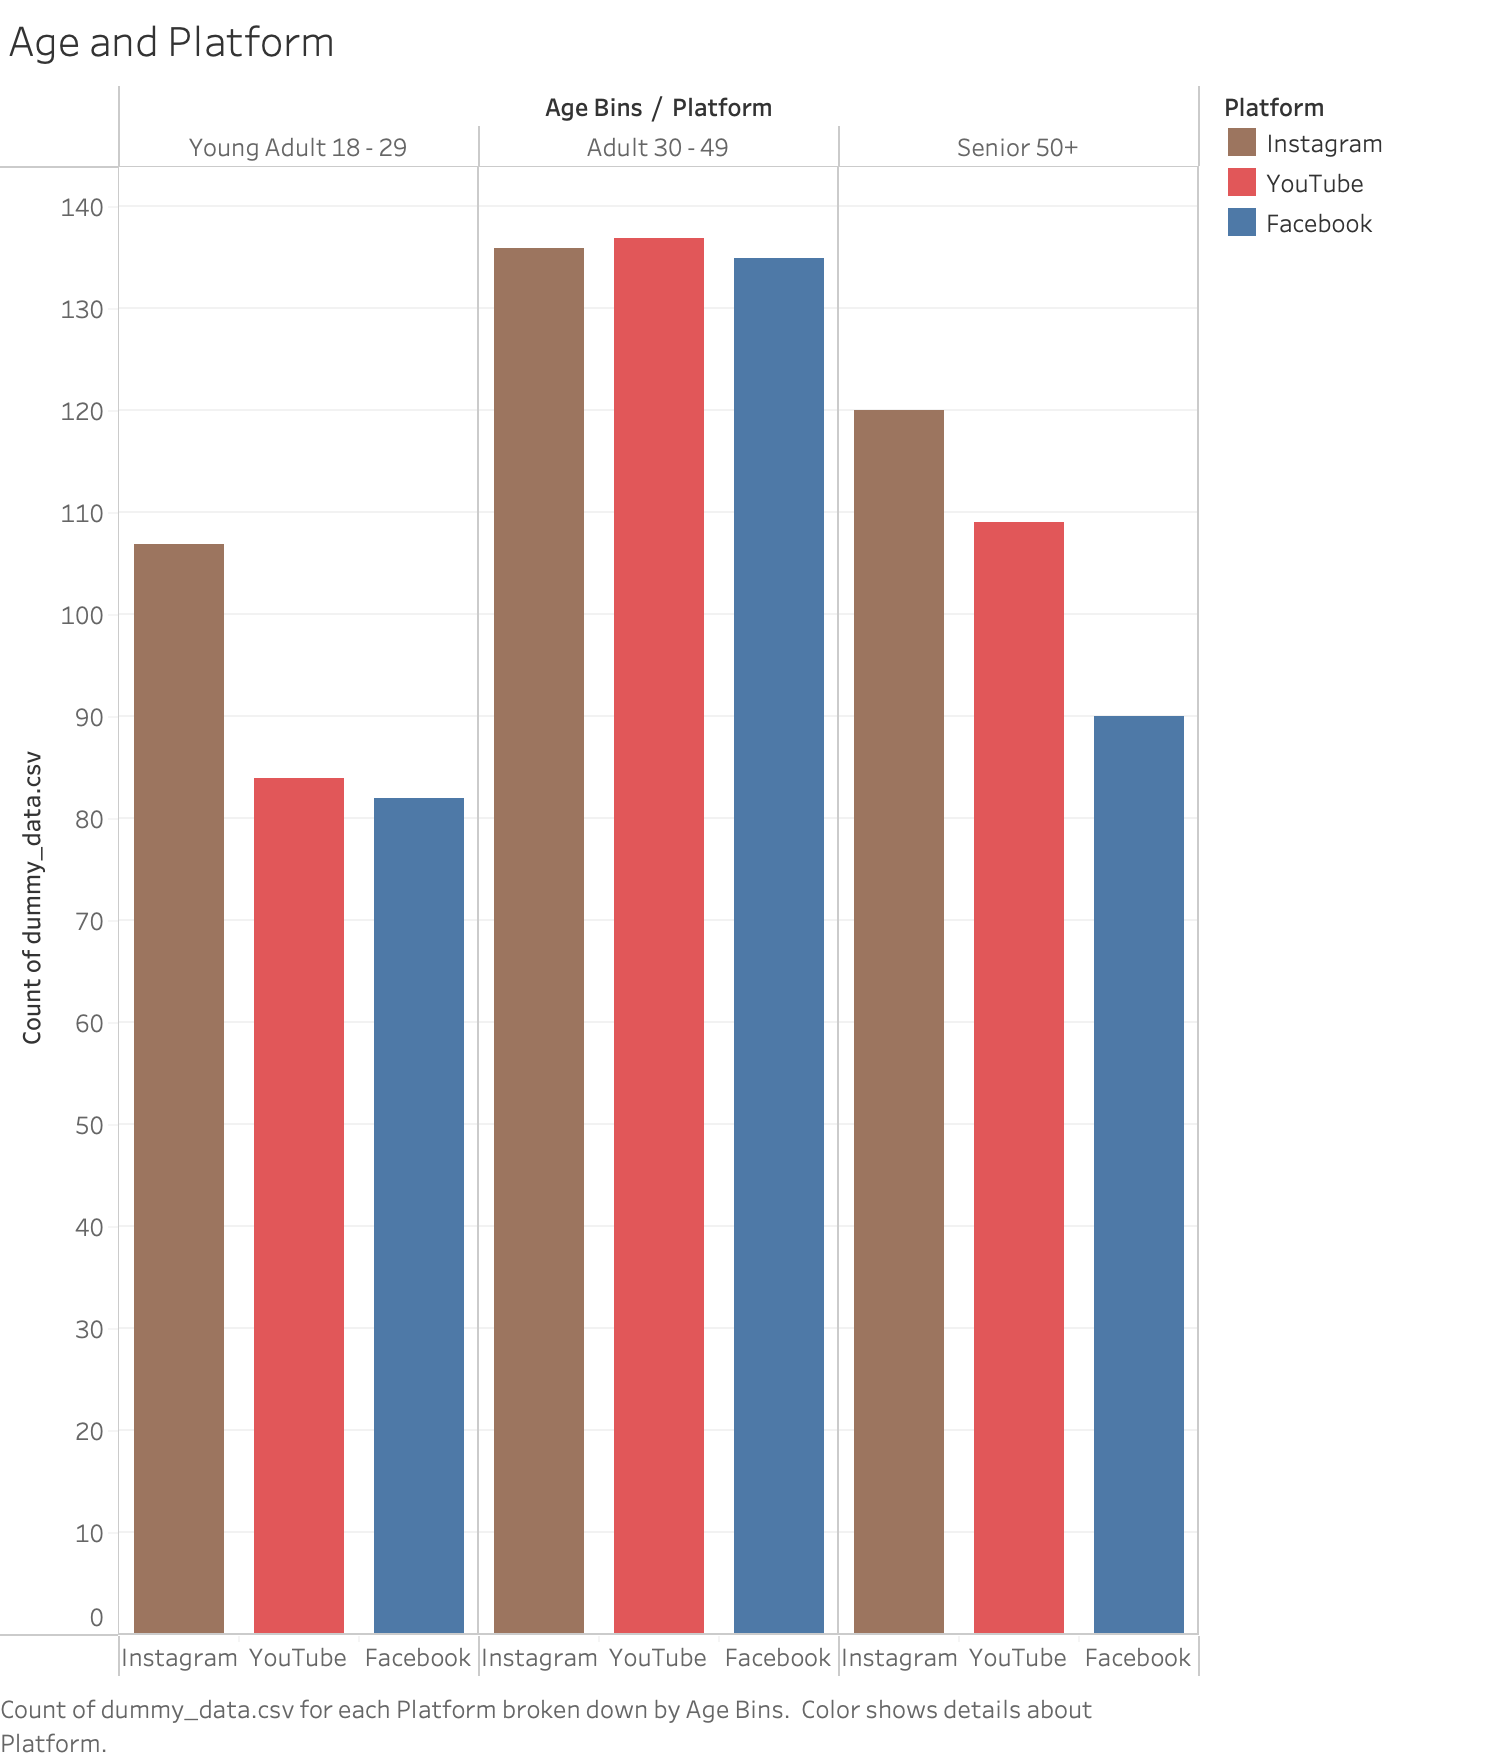 Age and Platform
Age Bins / Platform
Young Adult 18 - 29
Adult 30 - 49
Senior 50+
Platform
Instagram
YouTube
Facebook
Count of dummy_data.csv
140
130
120
110
100
90
80
70
60
50
40
30
20
10
0
Instagram YouTube Facebook Instagram YouTube Facebook Instagram YouTube Facebook
Count of dummy_data.csv for each Platform broken down by Age Bins. Color shows details about
Platform.